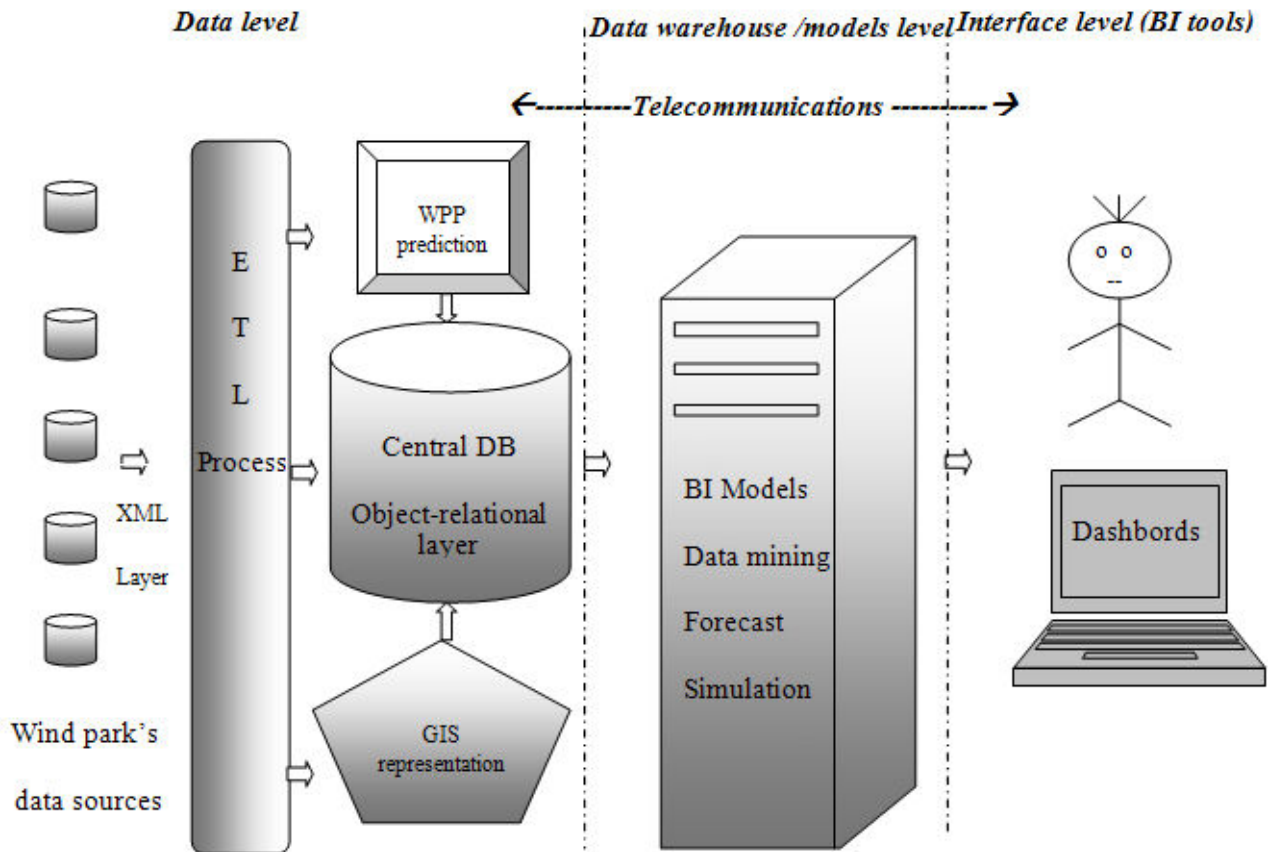 Data level
Data warehouse /models level
Interface level (BI tools)
←----------Telecommunications ----------→
WPP
prediction
E
T
L
Process
XML
Layer
Wind park's
data sources
Central DB
Object-relational
layer
GIS
representation
BI Models
Data mining
Forecast
Simulation
o o
--
Dashbords